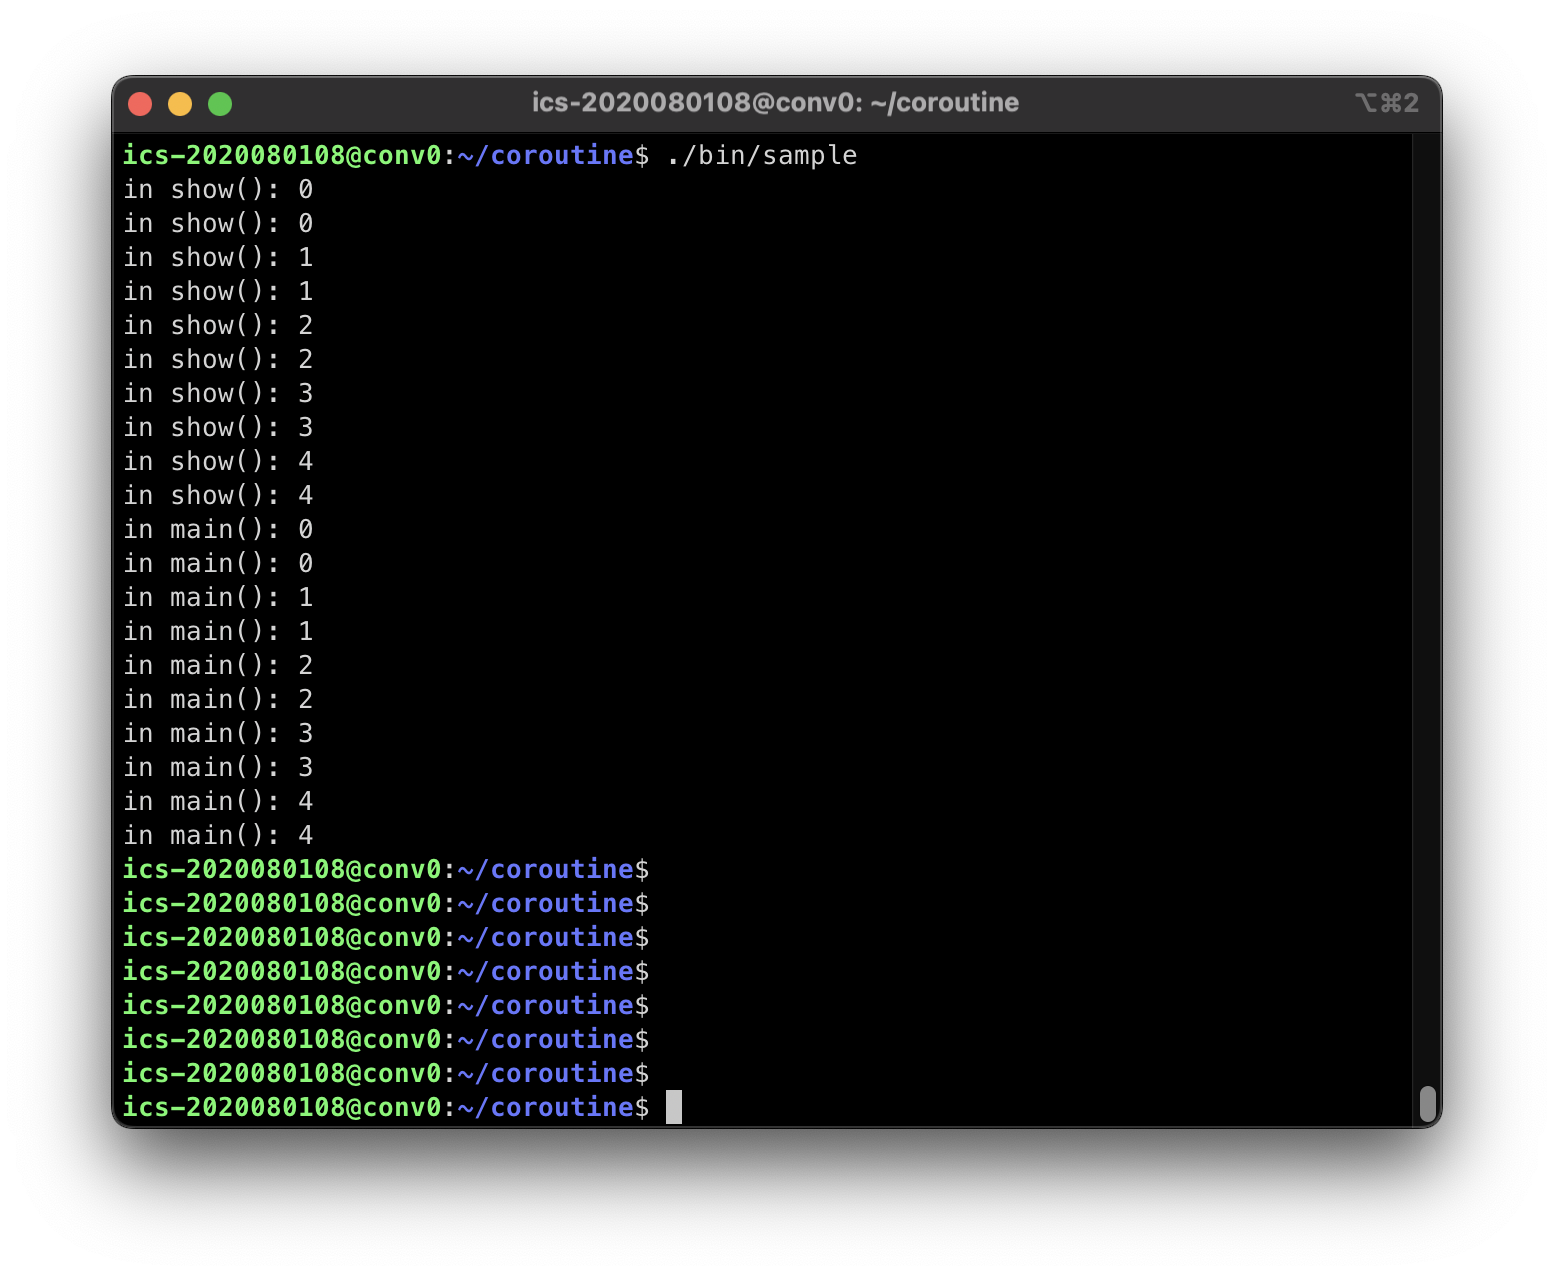 ics-2020080108@conv0: ~/coroutine ⌥⌘2
ics-2020080108@conv0:~/coroutine$ ./bin/sample
in show(): 0
in show(): 0
in show(): 1
in show(): 1
in show(): 2
in show(): 2
in show(): 3
in show(): 3
in show(): 4
in show(): 4
in main(): 0
in main(): 0
in main(): 1
in main(): 1
in main(): 2
in main(): 2
in main(): 3
in main(): 3
in main(): 4
in main(): 4
ics-2020080108@conv0:~/coroutine$
ics-2020080108@conv0:~/coroutine$
ics-2020080108@conv0:~/coroutine$
ics-2020080108@conv0:~/coroutine$
ics-2020080108@conv0:~/coroutine$
ics-2020080108@conv0:~/coroutine$
ics-2020080108@conv0:~/coroutine$
ics-2020080108@conv0:~/coroutine$